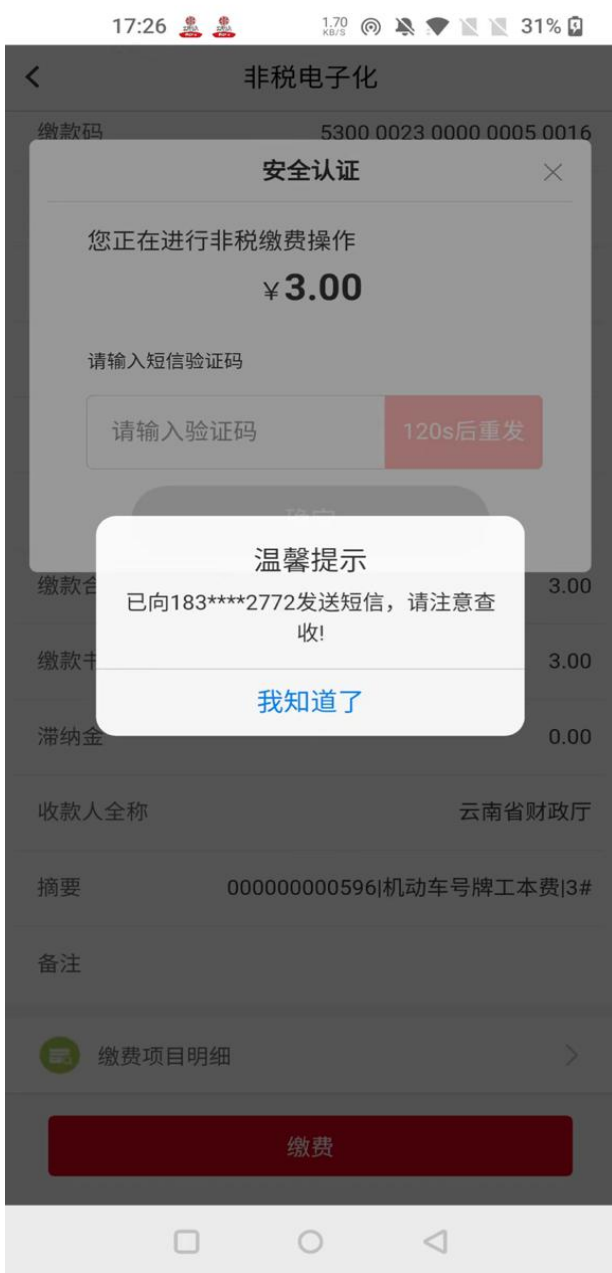 17:26
1.70
KB/S
31%
非税电子化
缴款码 5300 0023 0000 0005 0016
安全认证
您正在进行非税缴费操作
¥3.00
请输入短信验证码
请输入验证码 120s后重发
温馨提示
已向183****2772发送短信，请注意查
收!
我知道了
缴款合 3.00
缴款书 3.00
滞纳金 0.00
收款人全称 云南省财政厅
摘要 000000000596|机动车号牌工本费|3#
备注
缴费项目明细
缴费